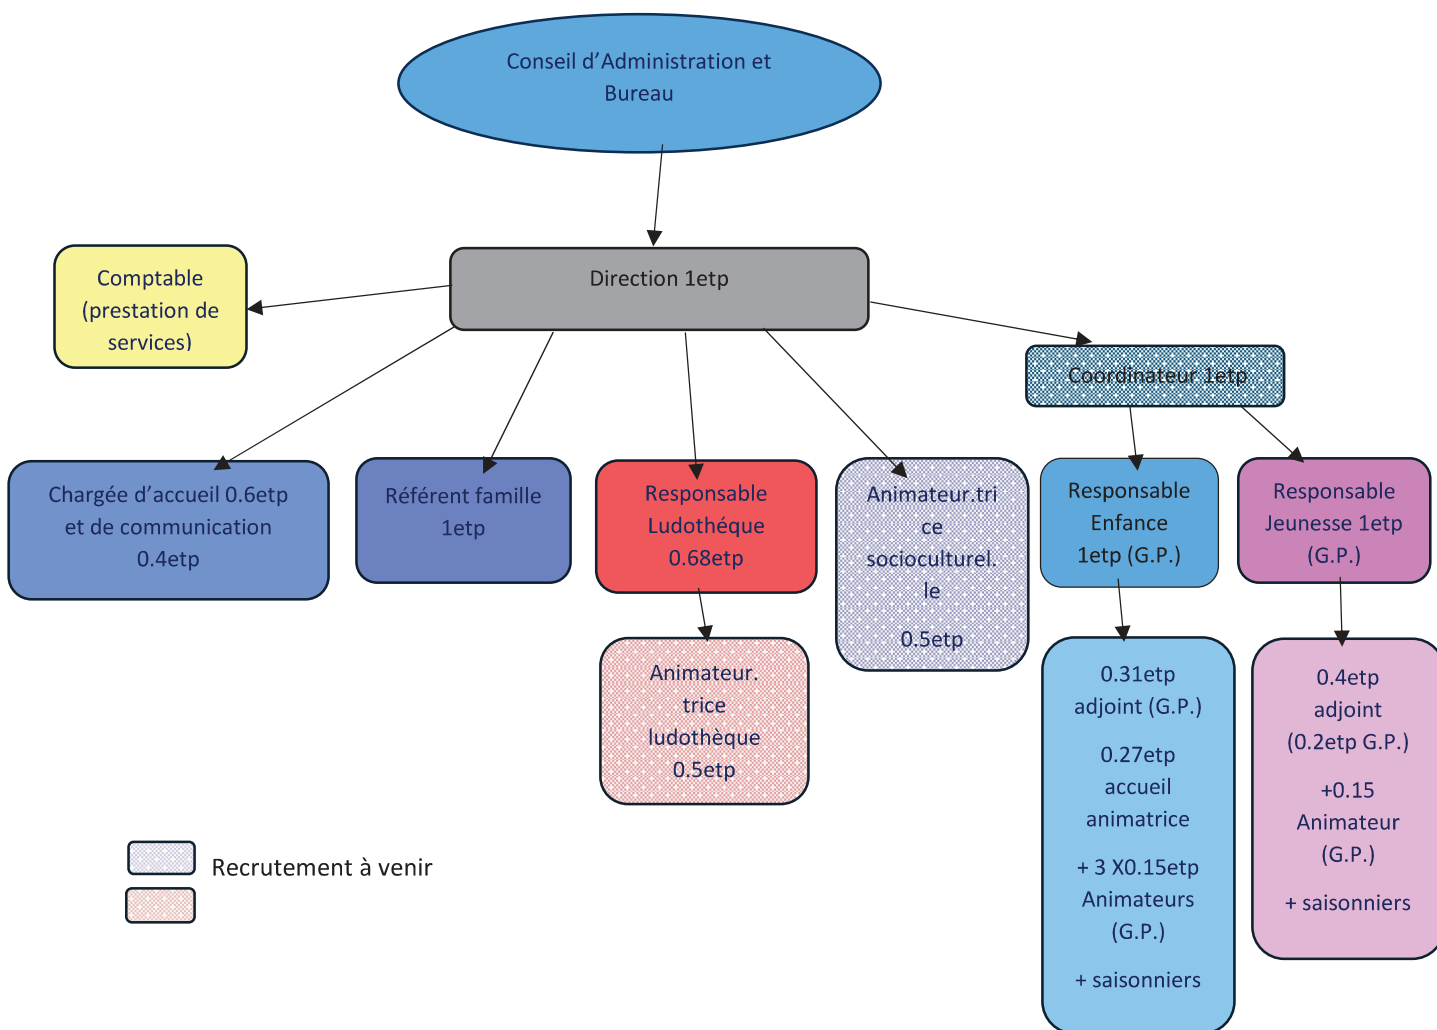 Conseil d’Administration et
Bureau
Comptable
(prestation de
services)
Direction 1etp
Coordinateur 1etp
Chargée d’accueil 0.6etp
et de communication
0.4etp
Référent famille
1etp
Responsable
Ludothéque
0.68etp
Animateur.tri
ce
socioculturel.
le
0.5etp
Responsable
Enfance
1etp (G.P.)
Responsable
Jeunesse 1etp
(G.P.)
Animateur.
trice
ludothèque
0.5etp
0.31etp
adjoint (G.P.)
0.27etp
accueil
animatrice
+ 3 X0.15etp
Animateurs
(G.P.)
+ saisonniers
0.4etp
adjoint
(0.2etp G.P.)
+0.15
Animateur
(G.P.)
+ saisonniers
Recrutement à venir